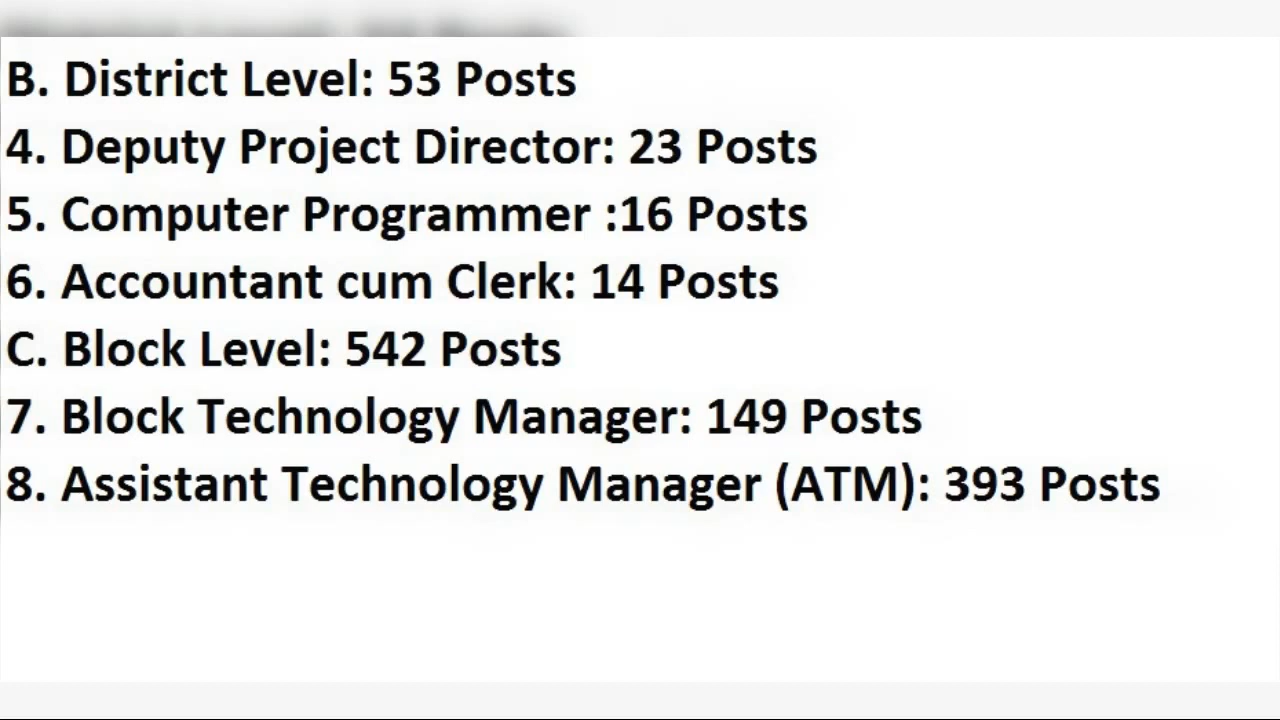 B. District Level: 53 Posts
4. Deputy Project Director: 23 Posts
5. Computer Programmer :16 Posts
6. Accountant cum Clerk: 14 Posts
C. Block Level: 542 Posts
7. Block Technology Manager: 149 Posts
8. Assistant Technology Manager (ATM): 393 Posts